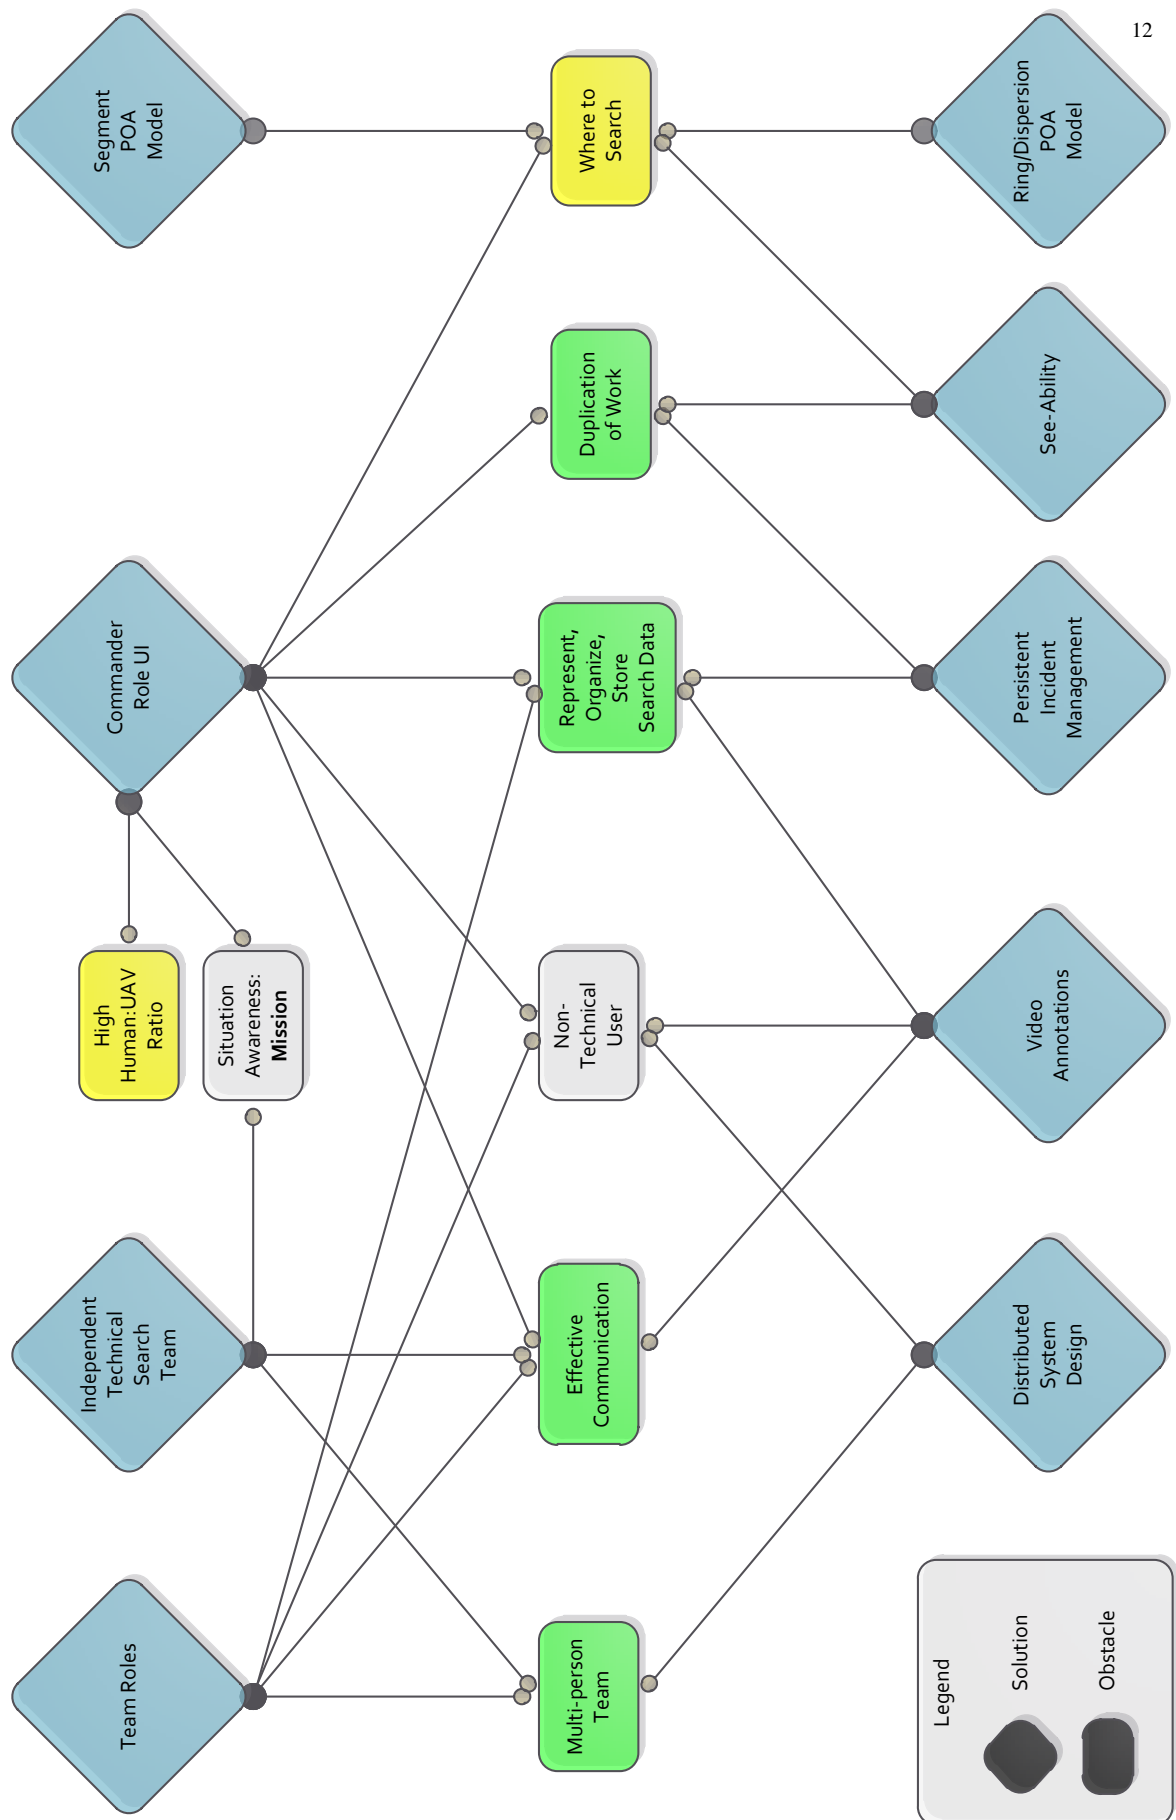 12
Team Roles
Independent
Technical
Search
Team
Commander
Role UI
Segment
POA
Model
High
Human:UAV
Ratio
Situation
Awareness:
Mission
Multi-person
Team
Effective
Communication
Non-
Technical
User
Represent,
Organize,
Store
Search Data
Duplication
of Work
Where to
Search
Legend
Solution
Obstacle
Distributed
System
Design
Video
Annotations
Persistent
Incident
Management
See-Ability
Ring/Dispersion
POA
Model